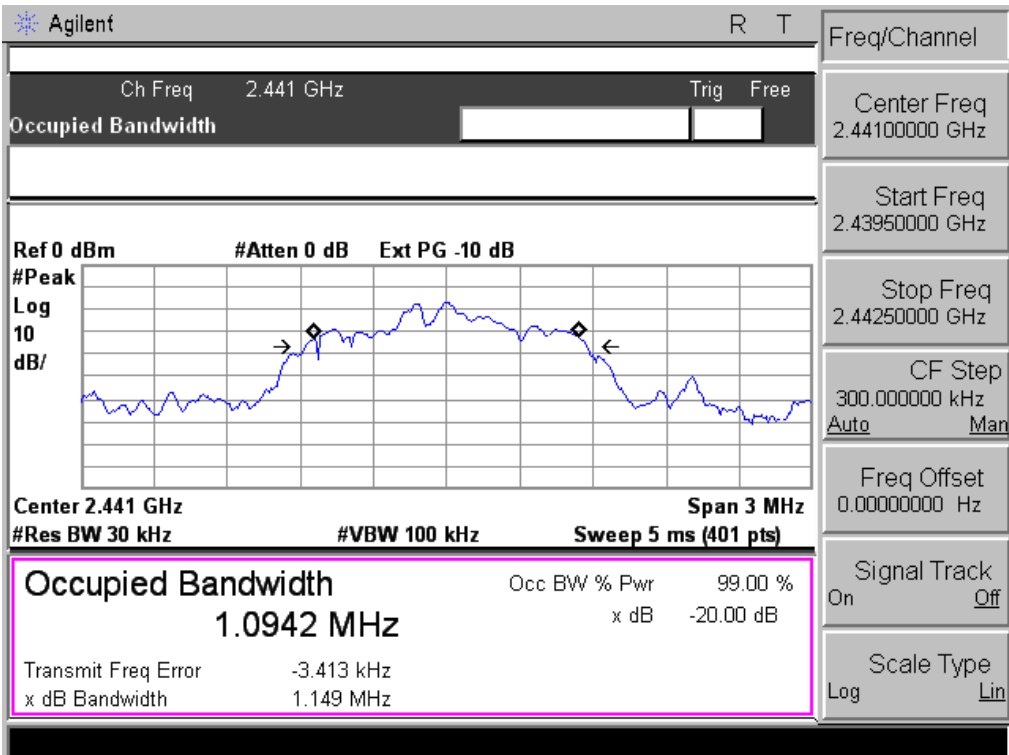 Agilent R T
Ch Freq 2.441 GHz Trig Free
Occupied Bandwidth
Ref 0 dBm #Atten 0 dB Ext PG -10 dB
#Peak
Log
10
dB/
Center 2.441 GHz Span 3 MHz
#Res BW 30 kHz #VBW 100 kHz Sweep 5 ms (401 pts)
Occupied Bandwidth
1.0942 MHz
Occ BW % Pwr 99.00 %
x dB -20.00 dB
Transmit Freq Error -3.413 kHz
x dB Bandwidth 1.149 MHz
Freq/Channel
Center Freq
2.44100000 GHz
Start Freq
2.43950000 GHz
Stop Freq
2.44250000 GHz
CF Step
300.000000 kHz
Auto Man
Freq Offset
0.00000000 Hz
Signal Track
On Off
Scale Type
Log Lin